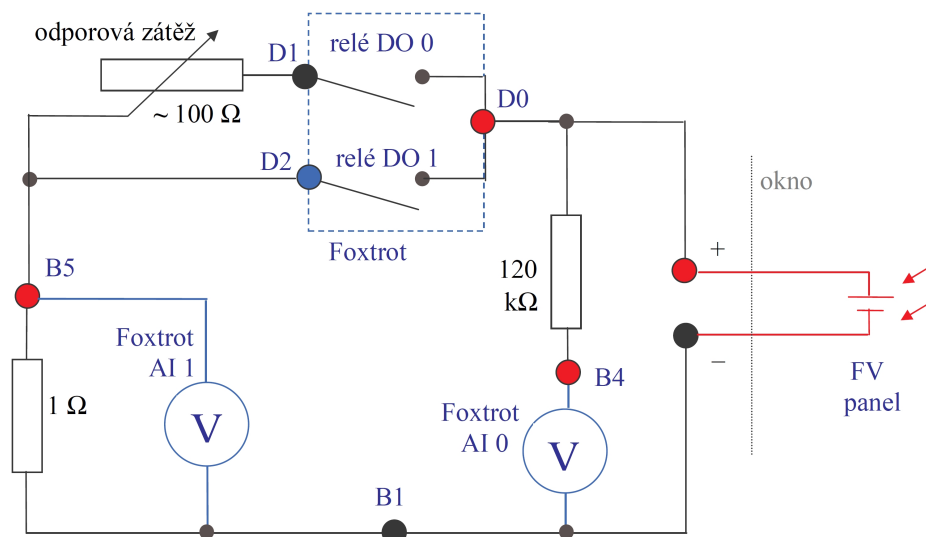 odporová zátěž
D1
relé DO 0
~ 100 Ω
D0
D2
relé DO 1
okno
Foxtrot
B5
+
120
kΩ
Foxtrot
AI 1
1 Ω
V
−
B4
FV
panel
Foxtrot
AI 0
V
B1